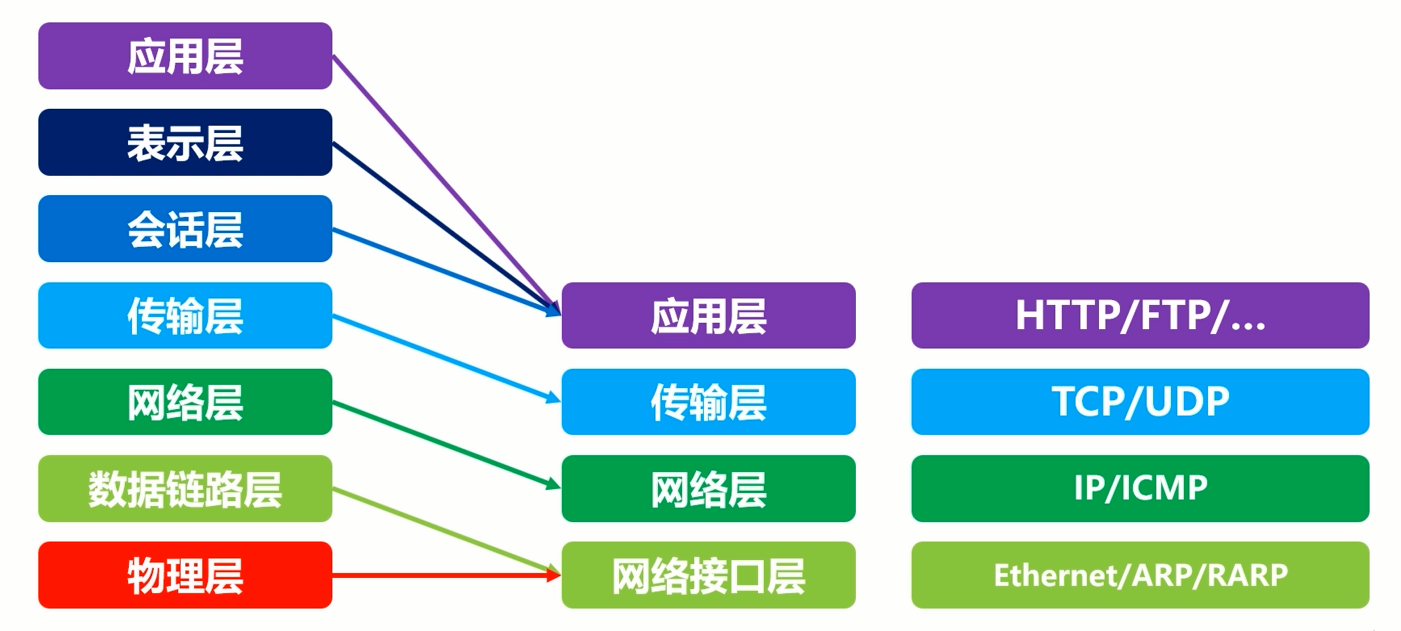 应用层
表示层
会话层
传输层
网络层
数据链路层
物理层
应用层
传输层
网络层
网络接口层
HTTP/FTP/...
TCP/UDP
IP/ICMP
Ethernet/ARP/RARP